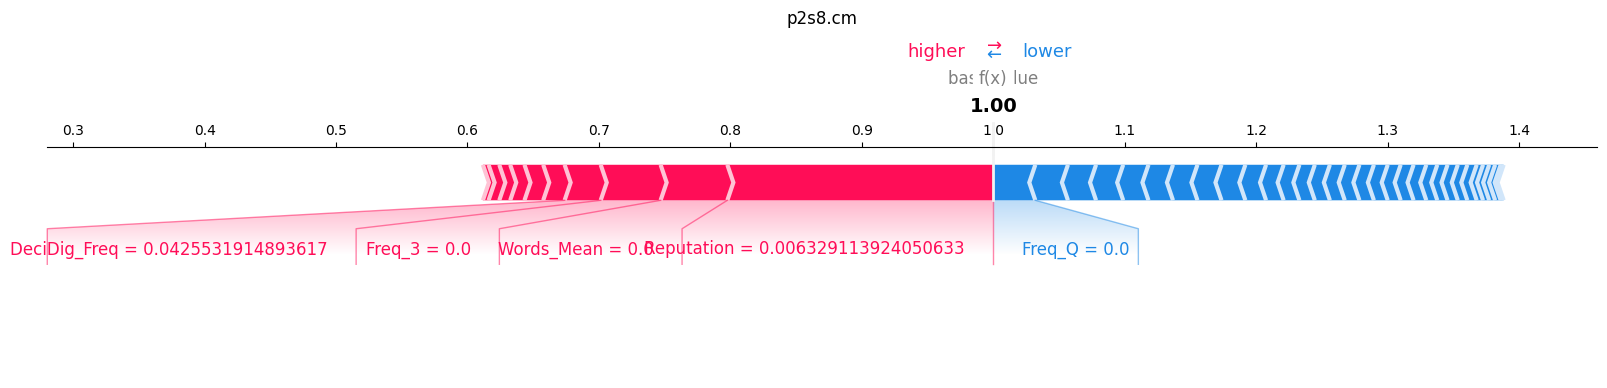 p2s8.cm
higher → ← lower
f(x)
1.00
0.3 0.4 0.5 0.6 0.7 0.8 0.9 1.0 1.1 1.2 1.3 1.4
DeciDig_Freq = 0.0425531914893617 Freq_3 = 0.0 Words_Mean = 0.0 Reputation = 0.006329113924050633 Freq_Q = 0.0